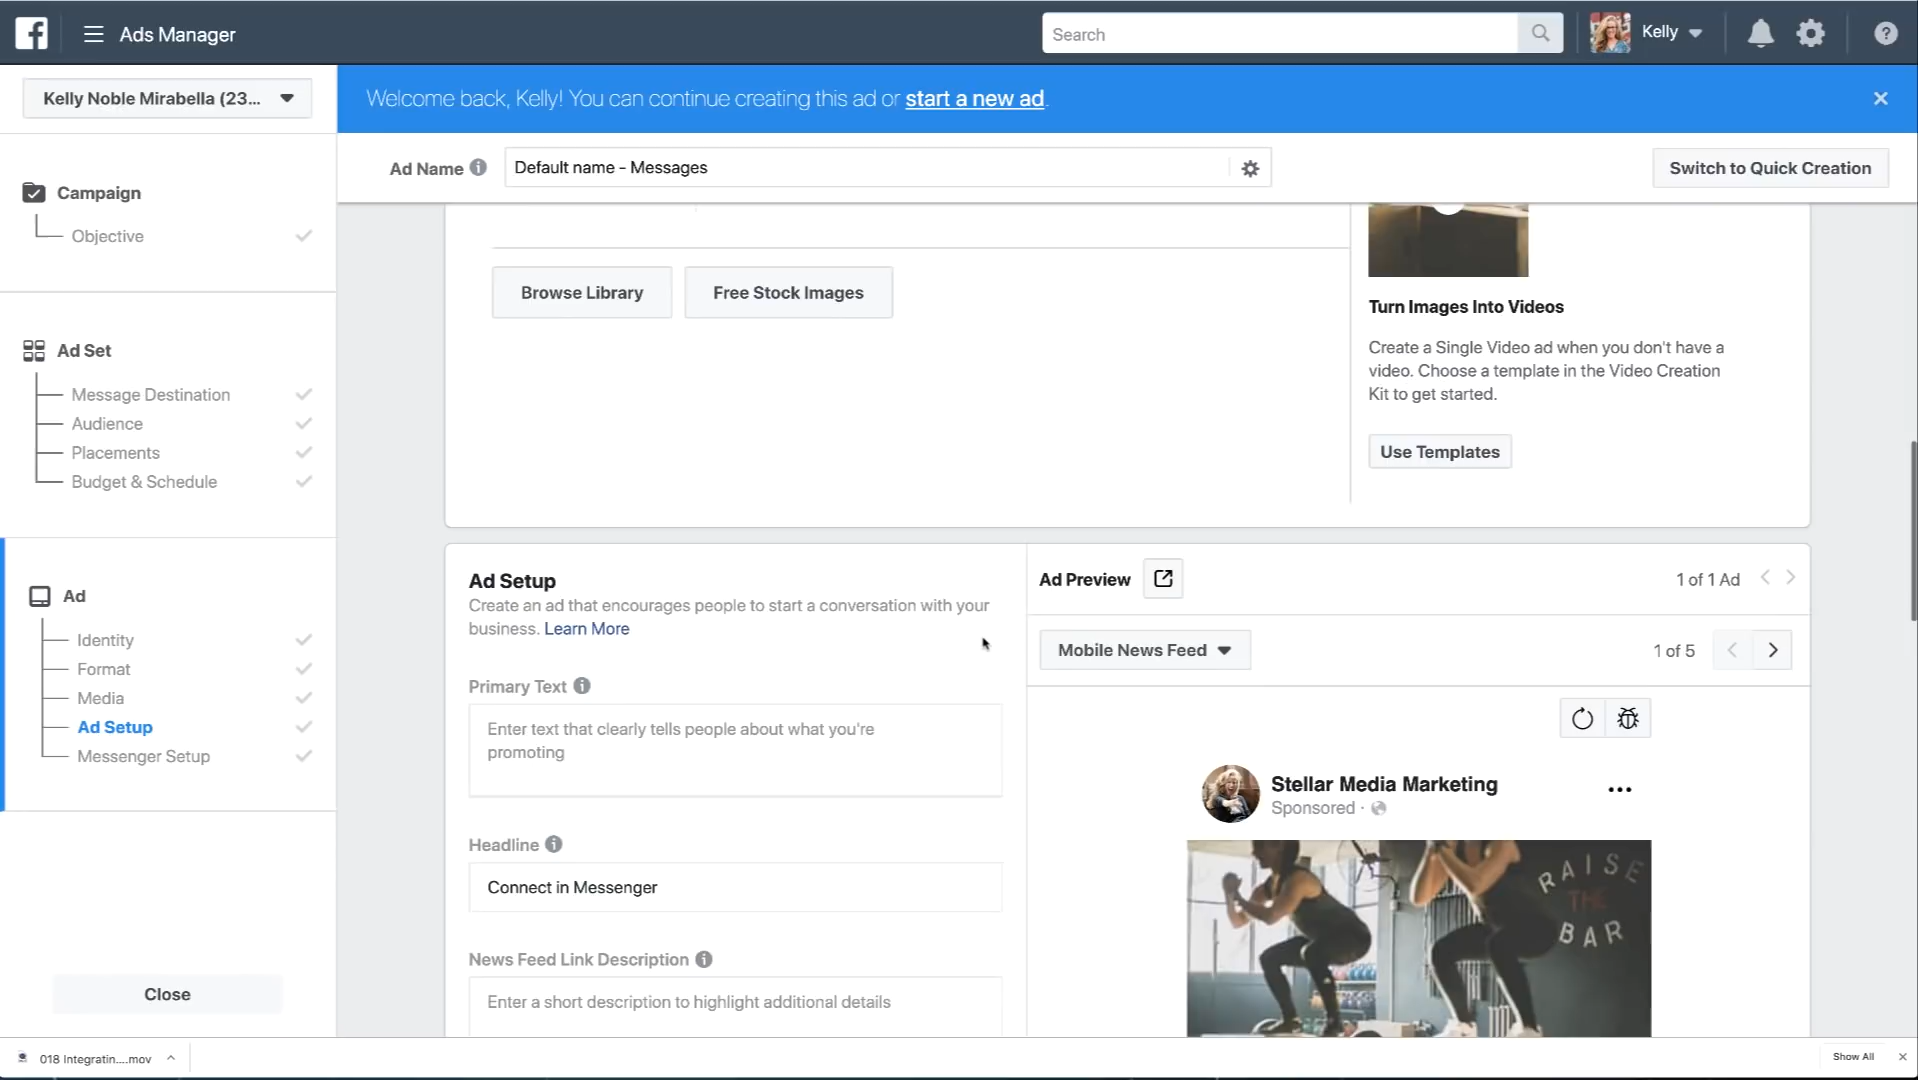 Ads Manager
Search
Kelly
Kelly Noble Mirabella (23...
Welcome back, Kelly! You can continue creating this ad or start a new ad.
Ad Name
Default name - Messages
Switch to Quick Creation
Campaign
Objective
Ad Set
Message Destination
Audience
Placements
Budget & Schedule
Ad
Identity
Format
Media
Ad Setup
Messenger Setup
Close
Browse Library
Free Stock Images
Turn Images Into Videos
Create a Single Video ad when you don't have a
video. Choose a template in the Video Creation
Kit to get started.
Use Templates
Ad Setup
Create an ad that encourages people to start a conversation with your
business. Learn More
Primary Text
Enter text that clearly tells people about what you're
promoting
Headline
Connect in Messenger
News Feed Link Description
Enter a short description to highlight additional details
Ad Preview
1 of 1 Ad
Mobile News Feed
1 of 5
Stellar Media Marketing
Sponsored ·
RAISE
THE
BAR
018 Integratin....mov
Show All